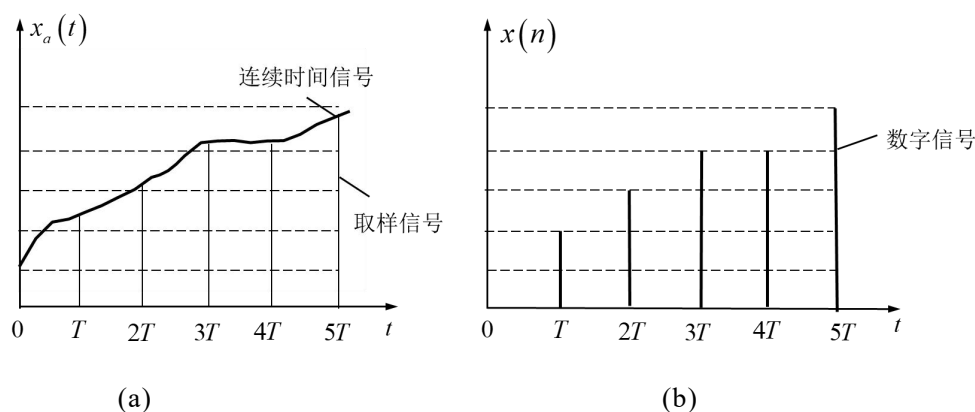 x_a(t)
连续时间信号
取样信号
0 T 2T 3T 4T 5T t
(a)
x(n)
数字信号
0 T 2T 3T 4T 5T t
(b)